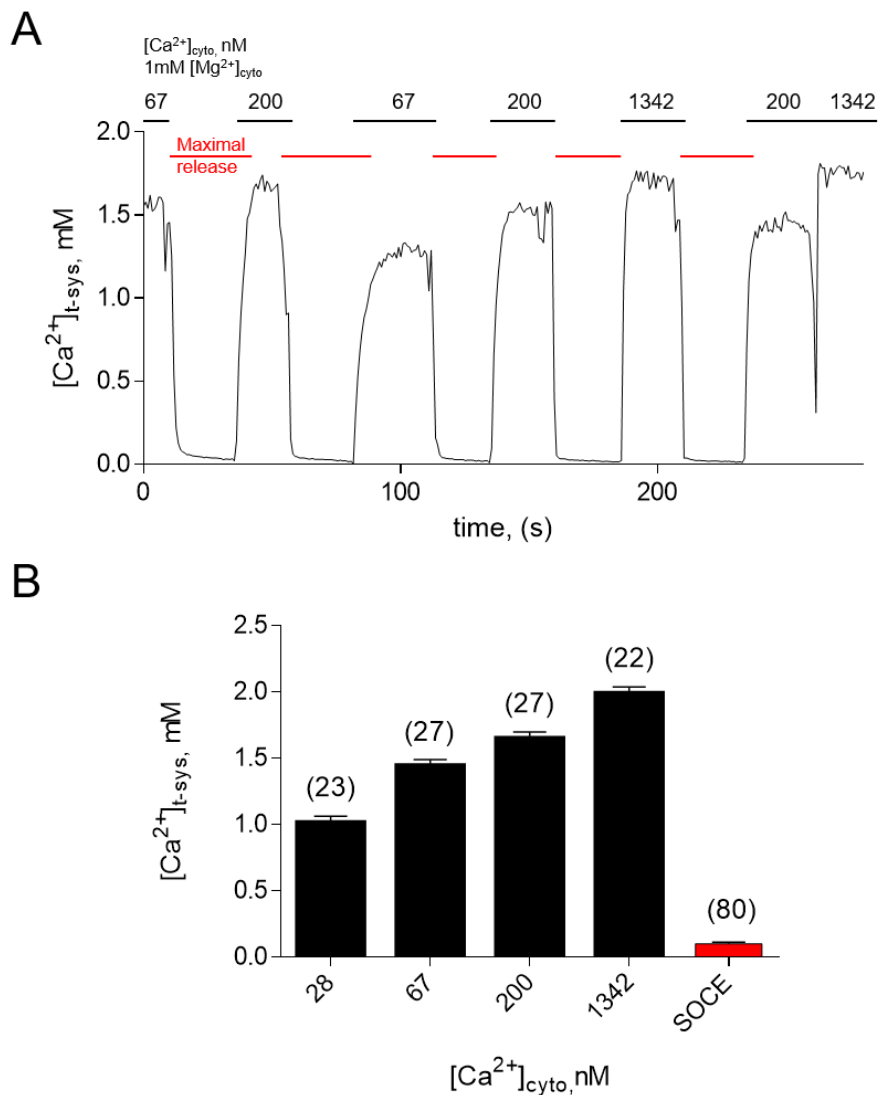 A
[Ca²⁺]cyto, nM
1mM [Mg²⁺]cyto
67 200 67 200 1342 200 1342
Maximal
release
2.0
1.5
1.0
0.5
0.0
[Ca²⁺]t-sys, mM
0 100 200
time, (s)
B
2.5
2.0
1.5
1.0
0.5
0.0
[Ca²⁺]t-sys, mM
(23) (27) (27) (22) (80)
28 67 200 1342 SOCE
[Ca²⁺]cyto,nM